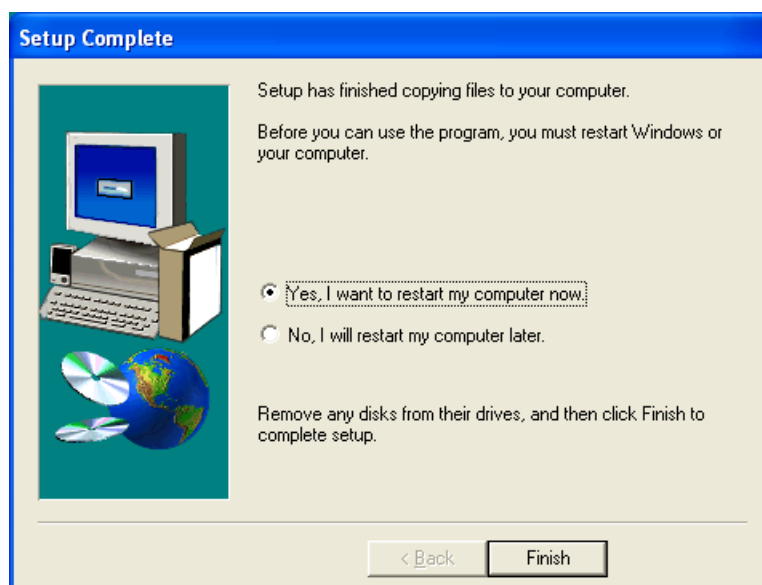 Setup Complete
Setup has finished copying files to your computer.
Before you can use the program, you must restart Windows or
your computer.
Yes, I want to restart my computer now.
No, I will restart my computer later.
Remove any disks from their drives, and then click Finish to
complete setup.
< Back
Finish